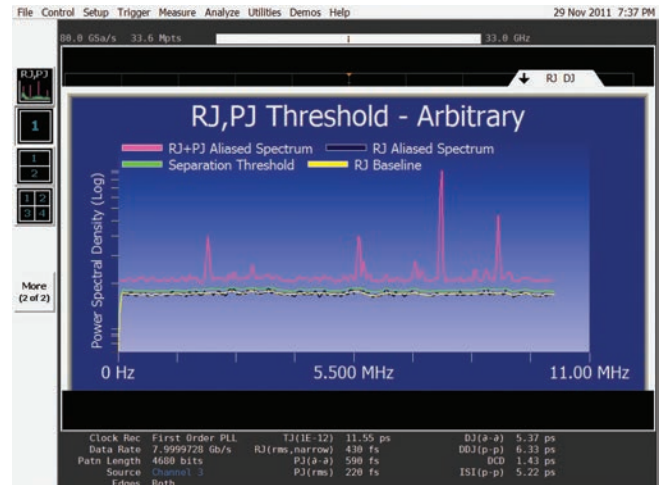 File Control Setup Trigger Measure Analyze Utilities Demos Help 29 Nov 2011 7:37 PM
80.0 GSa/s 33.6 Mpts 33.0 GHz
RJ,PJ
RJ DJ
1
RJ,PJ Threshold - Arbitrary
RJ+PJ Aliased Spectrum RJ Aliased Spectrum
Separation Threshold RJ Baseline
1
2
1 2
3 4
Power Spectral Density (Log)
More
(2 of 2)
0 Hz 5.500 MHz 11.00 MHz
Clock Rec First Order PLL TJ(1E-12) 11.55 ps DJ(∂-∂) 5.37 ps
Data Rate 7.9999728 Gb/s RJ(rms,narrow) 430 fs DDJ(p-p) 6.33 ps
Patn Length 4680 bits PJ(∂-∂) 590 fs DCD 1.43 ps
Source Channel 3 PJ(rms) 220 fs ISI(p-p) 5.22 ps
Edges Both